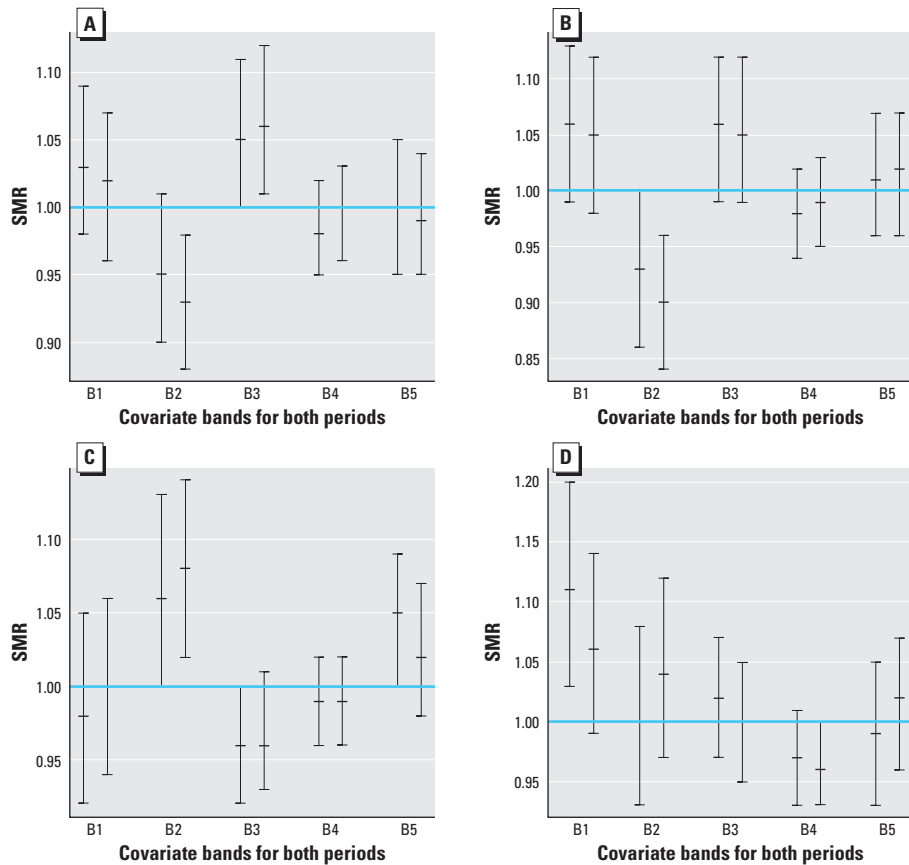 A
1.10
1.05
1.00
0.95
0.90
SMR
B1 B2 B3 B4 B5
Covariate bands for both periods
B
1.10
1.05
1.00
0.95
0.90
0.85
SMR
B1 B2 B3 B4 B5
Covariate bands for both periods
C
1.10
1.05
1.00
0.95
SMR
B1 B2 B3 B4 B5
Covariate bands for both periods
D
1.20
1.15
1.10
1.05
1.00
0.95
SMR
B1 B2 B3 B4 B5
Covariate bands for both periods